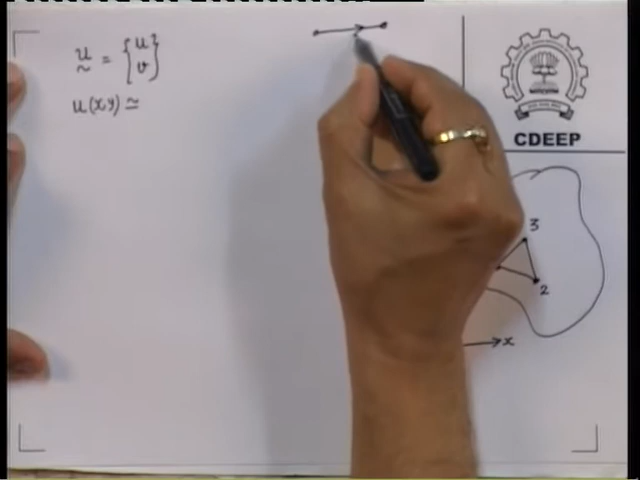 u = { u
v }
~
u(x,y) ≃
CDEEP
3
2
x